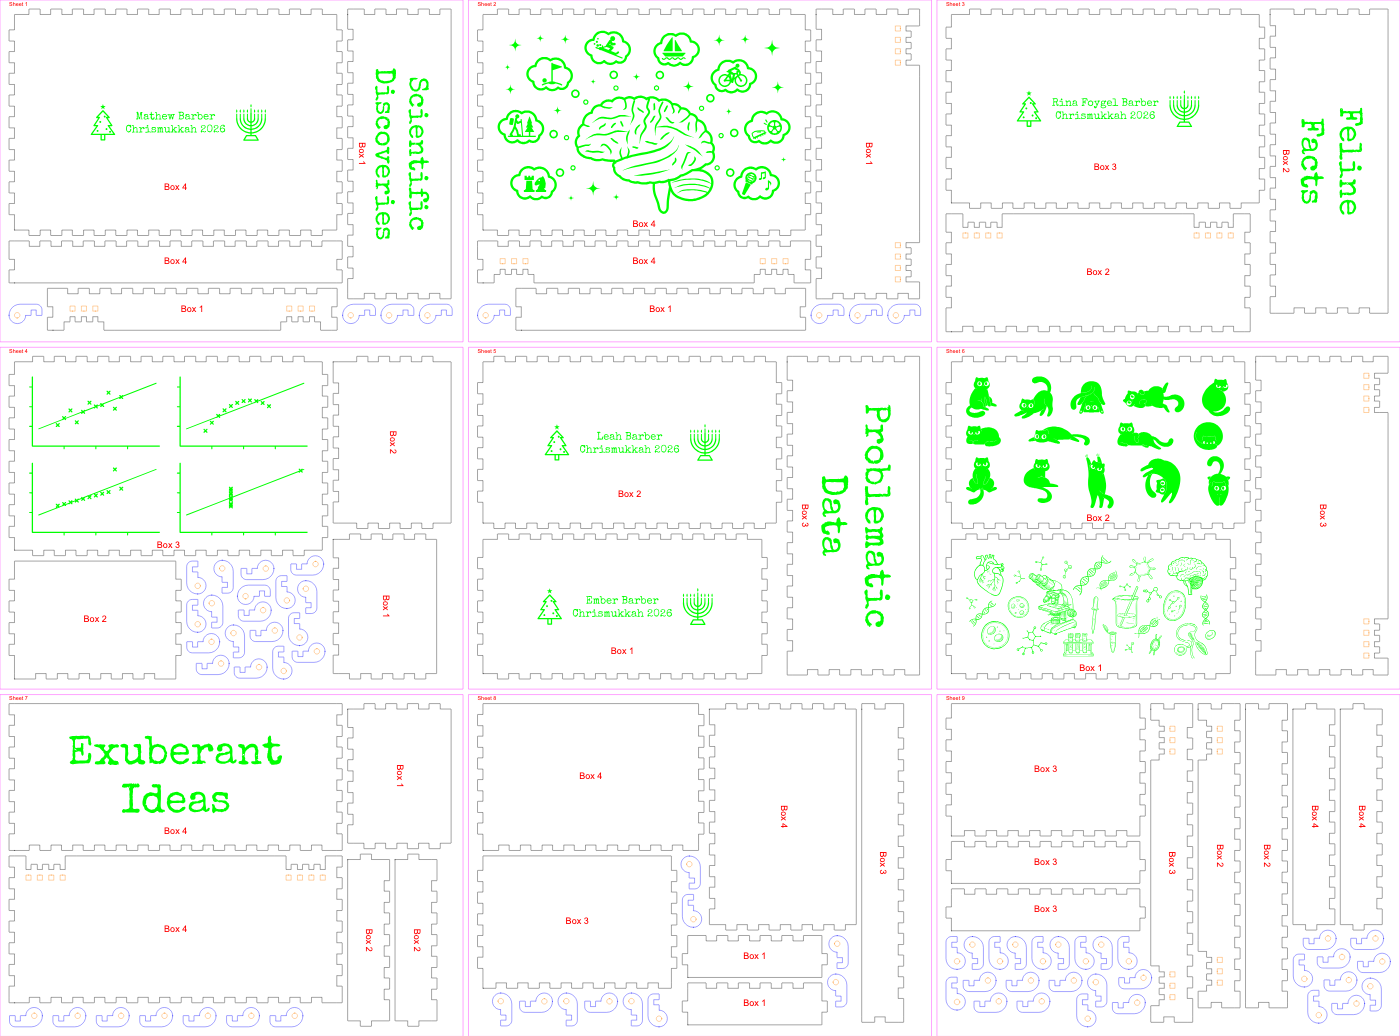 Sheet 1
Mathew Barber
Chrismukkah 2026
Box 4
Box 4
Box 1
Box 1
Scientific
Discoveries
Sheet 2
Box 4
Box 4
Box 1
Box 1
Sheet 3
Rina Foygel Barber
Chrismukkah 2026
Box 3
Box 2
Box 2
Feline
Facts
Sheet 4
Box 3
Box 2
Box 2
Box 1
Sheet 5
Leah Barber
Chrismukkah 2026
Box 2
Ember Barber
Chrismukkah 2026
Box 1
Box 3
Problematic
Data
Sheet 6
Box 2
Box 1
Box 3
Sheet 7
Exuberant
Ideas
Box 4
Box 4
Box 1
Box 2
Box 2
Sheet 8
Box 4
Box 3
Box 4
Box 1
Box 1
Box 3
Sheet 9
Box 3
Box 3
Box 3
Box 3
Box 2
Box 2
Box 4
Box 4